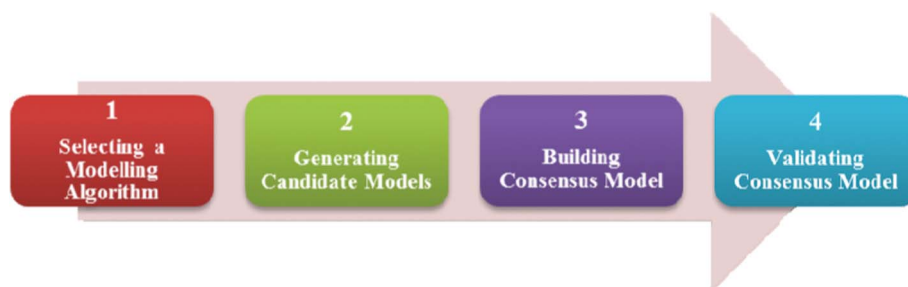 1
Selecting a
Modelling
Algorithm
2
Generating
Candidate Models
3
Building
Consensus Model
4
Validating
Consensus Model